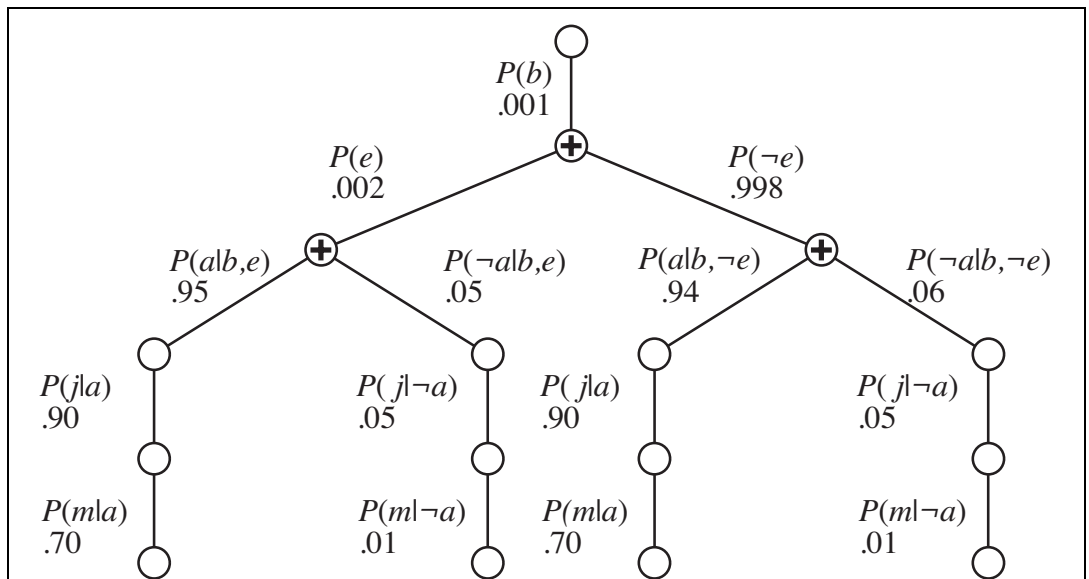 P(b)
.001
P(e)
.002
P(¬e)
.998
P(a|b,e)
.95
P(¬a|b,e)
.05
P(a|b,¬e)
.94
P(¬a|b,¬e)
.06
P(j|a)
.90
P(j|¬a)
.05
P(j|a)
.90
P(j|¬a)
.05
P(m|a)
.70
P(m|¬a)
.01
P(m|a)
.70
P(m|¬a)
.01